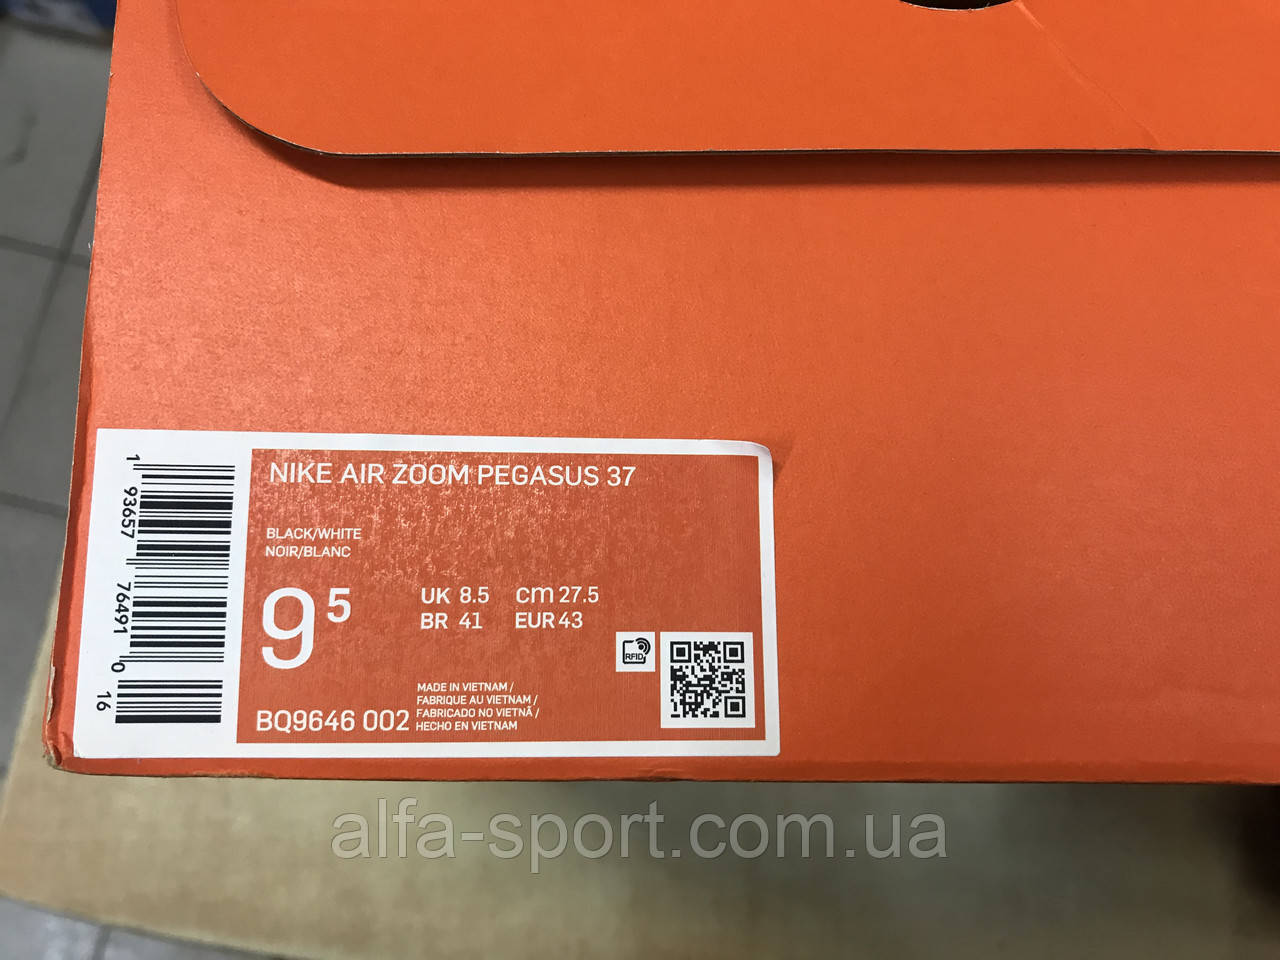 NIKE AIR ZOOM PEGASUS 37
BLACK/WHITE
NOIR/BLANC
9⁵
UK 8.5 cm 27.5
BR 41 EUR 43
RFID
MADE IN VIETNAM /
FABRIQUE AU VIETNAM /
FABRICADO NO VIETNÃ /
HECHO EN VIETNAM
BQ9646 002
1 93657 76491 0 16
alfa-sport.com.ua